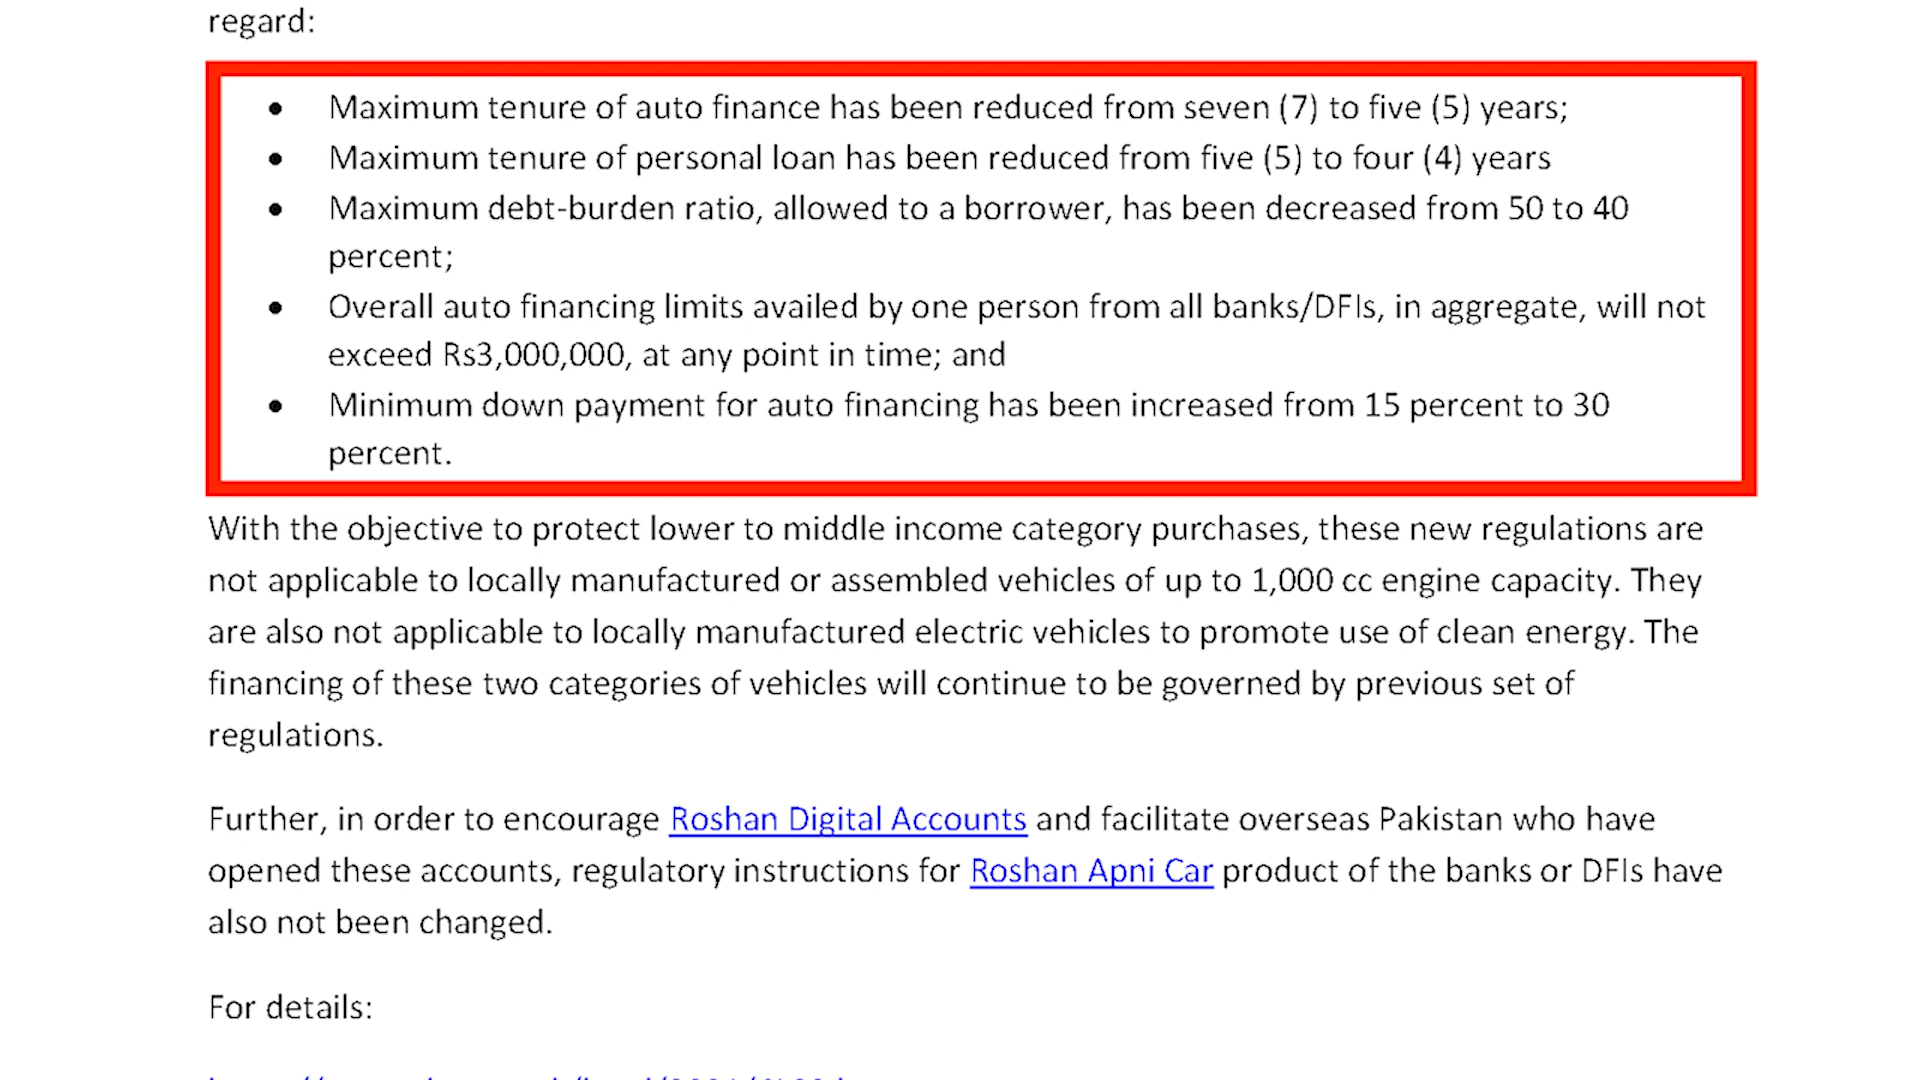 regard:
• Maximum tenure of auto finance has been reduced from seven (7) to five (5) years;
• Maximum tenure of personal loan has been reduced from five (5) to four (4) years
• Maximum debt-burden ratio, allowed to a borrower, has been decreased from 50 to 40
percent;
• Overall auto financing limits availed by one person from all banks/DFIs, in aggregate, will not
exceed Rs3,000,000, at any point in time; and
• Minimum down payment for auto financing has been increased from 15 percent to 30
percent.
With the objective to protect lower to middle income category purchases, these new regulations are
not applicable to locally manufactured or assembled vehicles of up to 1,000 cc engine capacity. They
are also not applicable to locally manufactured electric vehicles to promote use of clean energy. The
financing of these two categories of vehicles will continue to be governed by previous set of
regulations.
Further, in order to encourage Roshan Digital Accounts and facilitate overseas Pakistan who have
opened these accounts, regulatory instructions for Roshan Apni Car product of the banks or DFIs have
also not been changed.
For details: